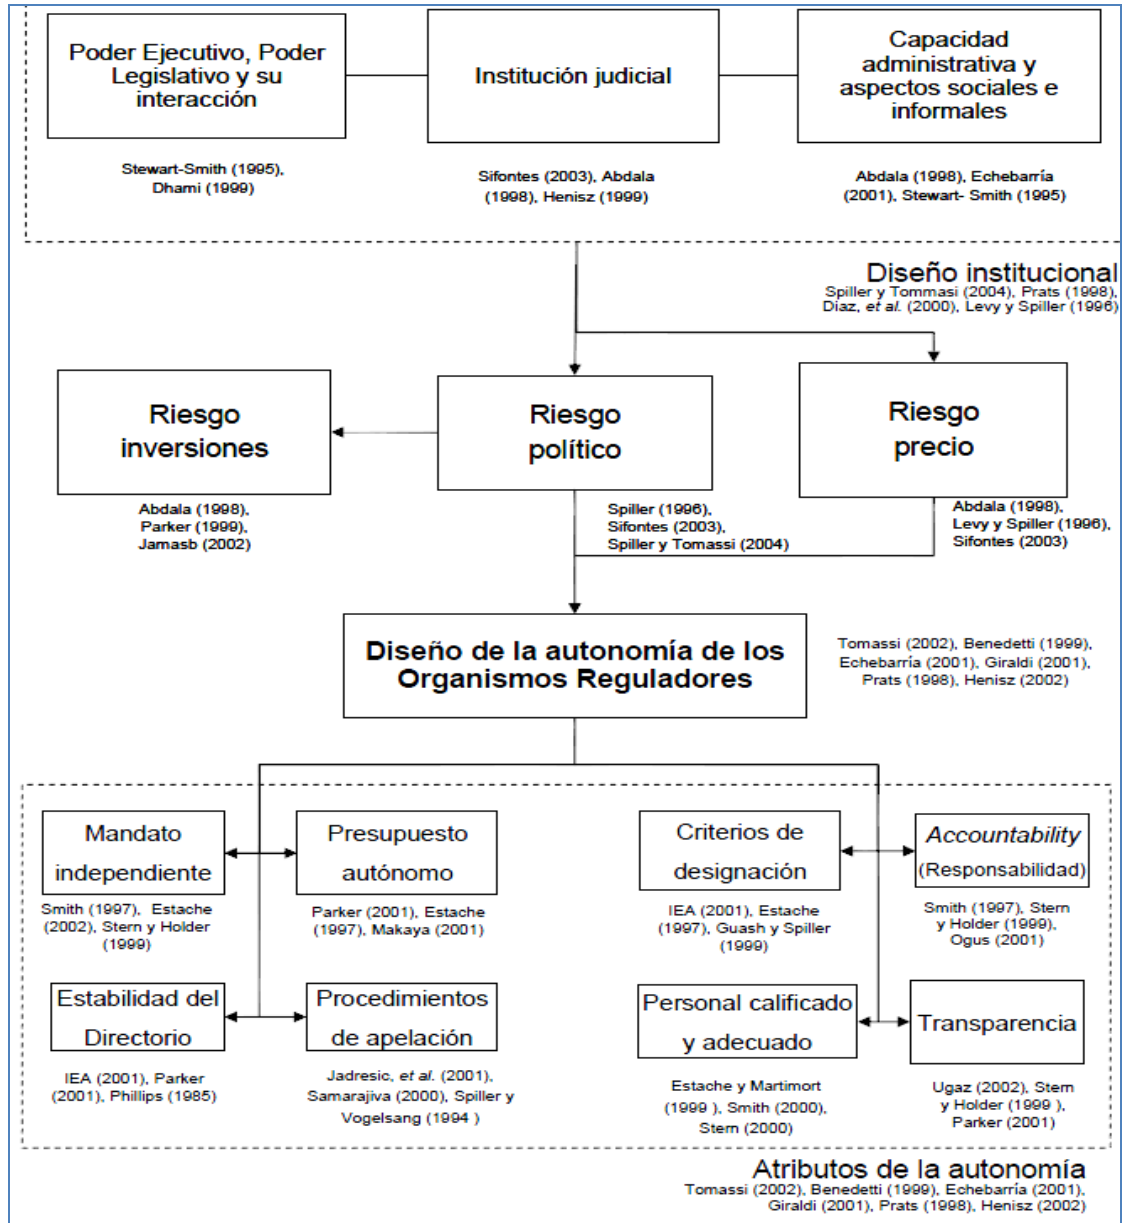 Poder Ejecutivo, Poder
Legislativo y su
interacción
Institución judicial
Capacidad
administrativa y
aspectos sociales e
informales
Stewart-Smith (1995),
Dhami (1999)
Sifontes (2003), Abdala
(1998), Henisz (1999)
Abdala (1998), Echebarría
(2001), Stewart- Smith (1995)
Diseño institucional
Spiller y Tommasi (2004), Prats (1998),
Diaz, et al. (2000), Levy y Spiller (1996)
Riesgo
inversiones
Riesgo
político
Riesgo
precio
Abdala (1998),
Parker (1999),
Jamasb (2002)
Spiller (1996),
Sifontes (2003),
Spiller y Tomassi (2004)
Abdala (1998),
Levy y Spiller (1996),
Sifontes (2003)
Diseño de la autonomía de los
Organismos Reguladores
Tomassi (2002), Benedetti (1999),
Echebarría (2001), Giraldi (2001),
Prats (1998), Henisz (2002)
Mandato
independiente
Presupuesto
autónomo
Criterios de
designación
Accountability
(Responsabilidad)
Smith (1997), Estache
(2002), Stern y Holder
(1999)
Parker (2001), Estache
(1997), Makaya (2001)
IEA (2001), Estache
(1997), Guash y Spiller
(1999)
Smith (1997), Stern
y Holder (1999),
Ogus (2001)
Estabilidad del
Directorio
Procedimientos
de apelación
Personal calificado
y adecuado
Transparencia
IEA (2001), Parker
(2001), Phillips (1985)
Jadresic, et al. (2001),
Samarajiva (2000), Spiller y
Vogelsang (1994 )
Estache y Martimort
(1999 ), Smith (2000),
Stern (2000)
Ugaz (2002), Stern
y Holder (1999 ),
Parker (2001)
Atributos de la autonomía
Tomassi (2002), Benedetti (1999), Echebarría (2001),
Giraldi (2001), Prats (1998), Henisz (2002)